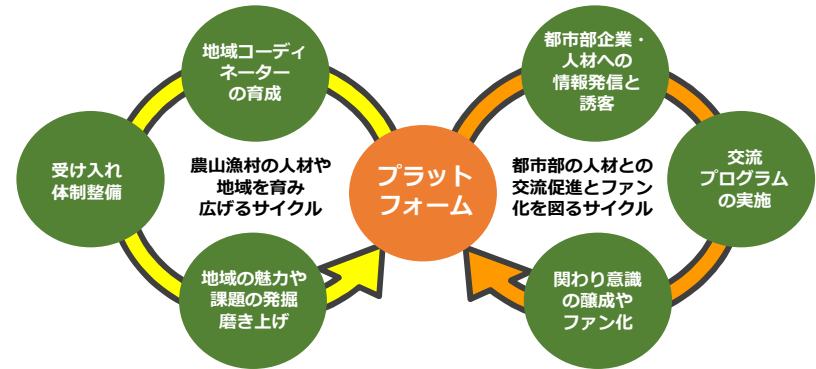 地域コーディ
ネーター
の育成
受け入れ
体制整備
農山漁村の人材や
地域を育み
広げるサイクル
地域の魅力や
課題の発掘
磨き上げ
プラット
フォーム
都市部企業・
人材への
情報発信と
誘客
都市部の人材との
交流促進とファン
化を図るサイクル
交流
プログラム
の実施
関わり意識
の醸成や
ファン化